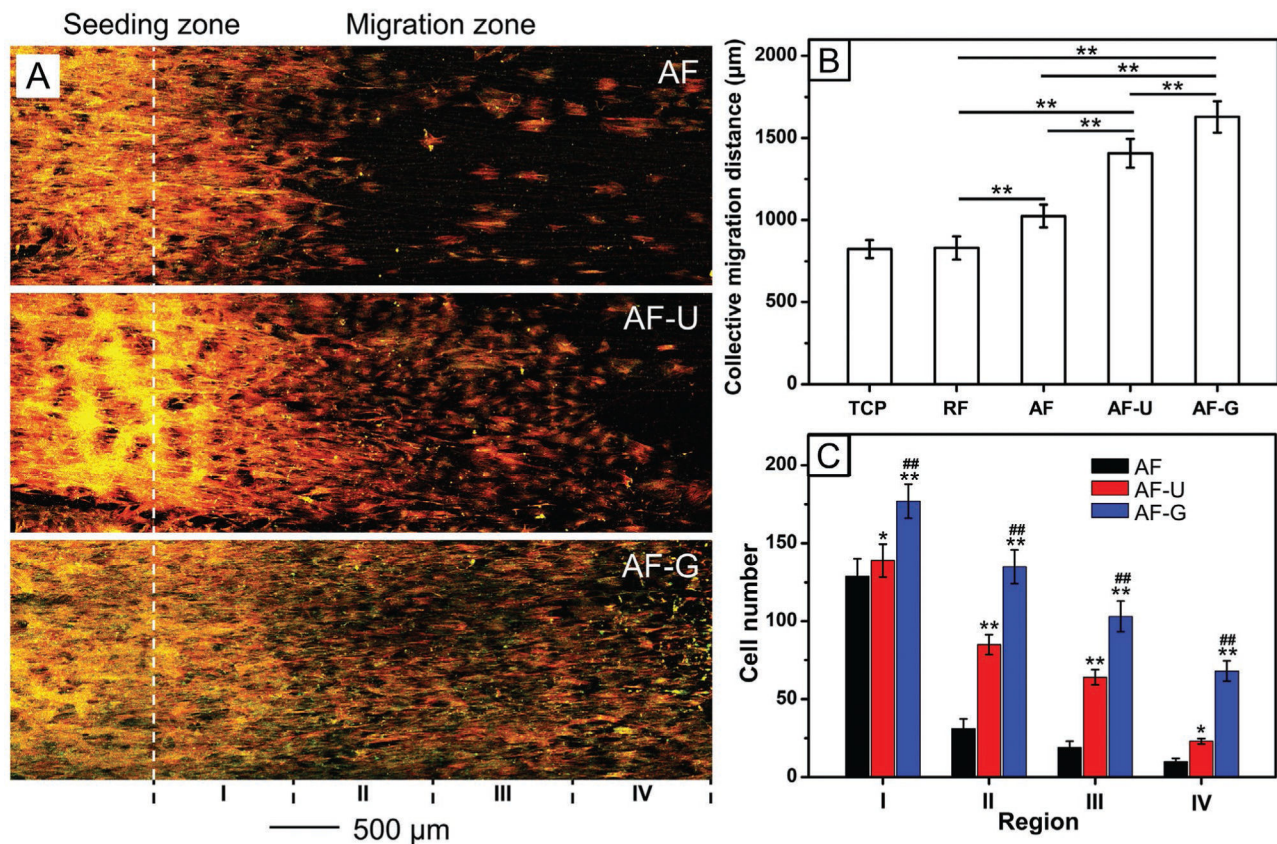 Seeding zone Migration zone
A
AF
AF-U
AF-G
I II III IV
500 µm
B
Collective migration distance (µm)
2000
1500
1000
500
0
**
**
**
**
**
**
TCP RF AF AF-U AF-G
C
Cell number
200
150
100
50
0
AF
AF-U
AF-G
*
##
**
**
##
**
**
##
**
*
##
**
I II III IV
Region